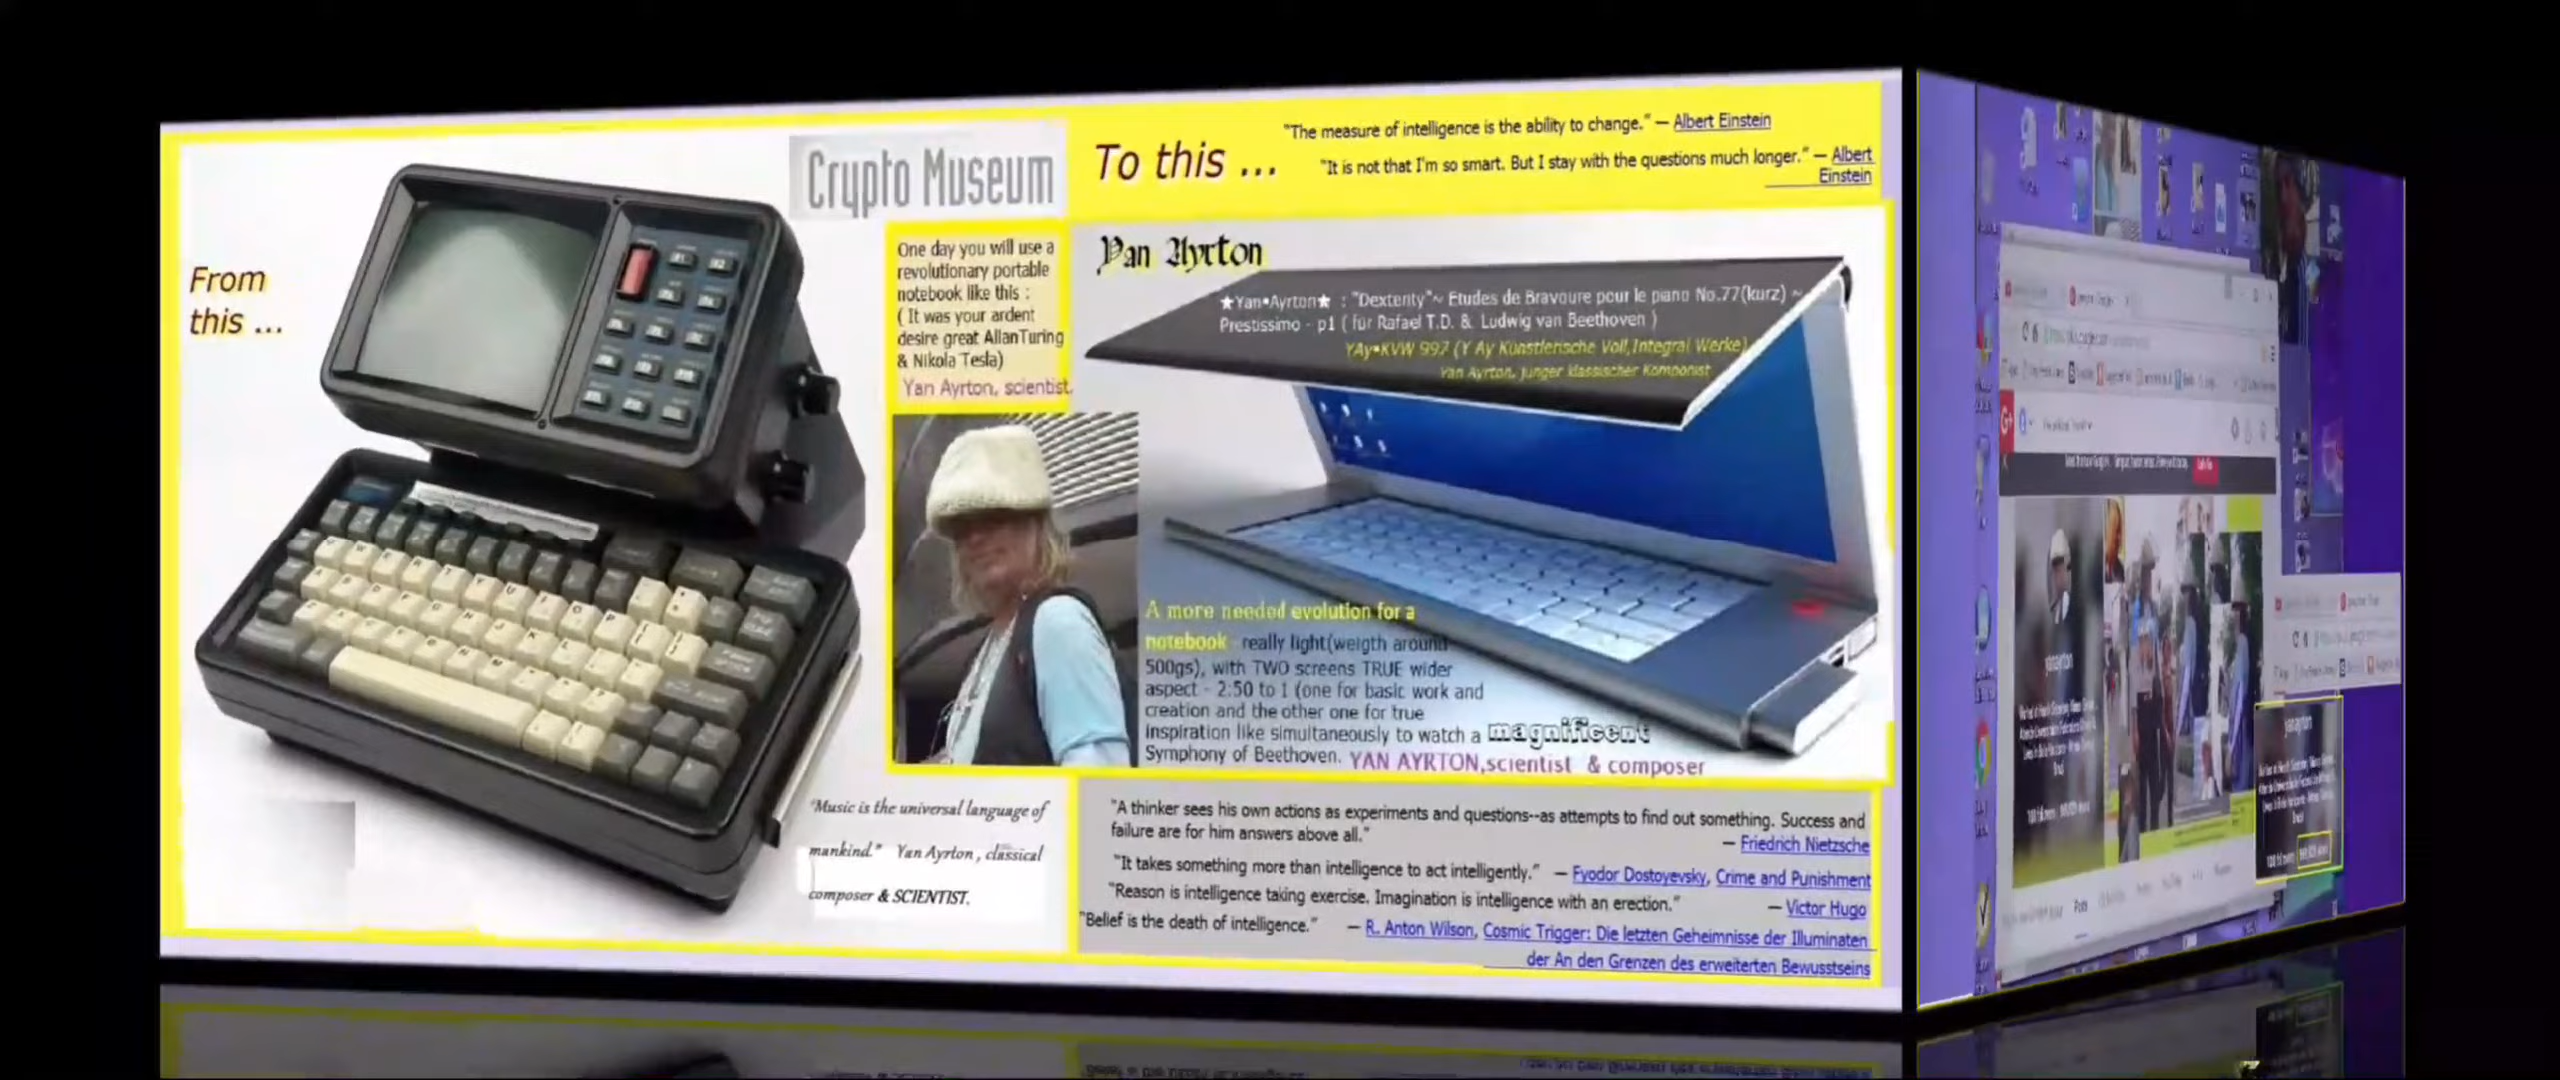 From
this ...
Crypto Museum
To this ...
"The measure of intelligence is the ability to change." — Albert Einstein
"It is not that I'm so smart. But I stay with the questions much longer." — Albert
Einstein
One day you will use a
revolutionary portable
notebook like this :
( It was your ardent
desire great AllanTuring
& Nikola Tesla)
Yan Ayrton, scientist.
Yan Ayrton
★Yan•Ayrton★ : "Dexterity"~ Etudes de Bravoure pour le piano No.77(kurz) ~
Prestissimo - p1 ( für Rafael T.D. & Ludwig van Beethoven )
YAy•KVW 997 (Y Ay Künstlerische Voll,Integral Werke)
Yan Ayrton, junger klassischer Komponist
A more needed evolution for a
notebook - really light(weigth around
500gs), with TWO screens TRUE wider
aspect - 2:50 to 1 (one for basic work and
creation and the other one for true
inspiration like simultaneously to watch a magnificent
Symphony of Beethoven. YAN AYRTON,scientist & composer
"Music is the universal language of
mankind." Yan Ayrton , classical
composer & SCIENTIST.
"A thinker sees his own actions as experiments and questions--as attempts to find out something. Success and
failure are for him answers above all."
— Friedrich Nietzsche
"It takes something more than intelligence to act intelligently." — Fyodor Dostoyevsky, Crime and Punishment
"Reason is intelligence taking exercise. Imagination is intelligence with an erection." — Victor Hugo
"Belief is the death of intelligence." — R. Anton Wilson, Cosmic Trigger: Die letzten Geheimnisse der Illuminaten
der An den Grenzen des erweiterten Bewusstseins
G+
yanayrton
yanayrton